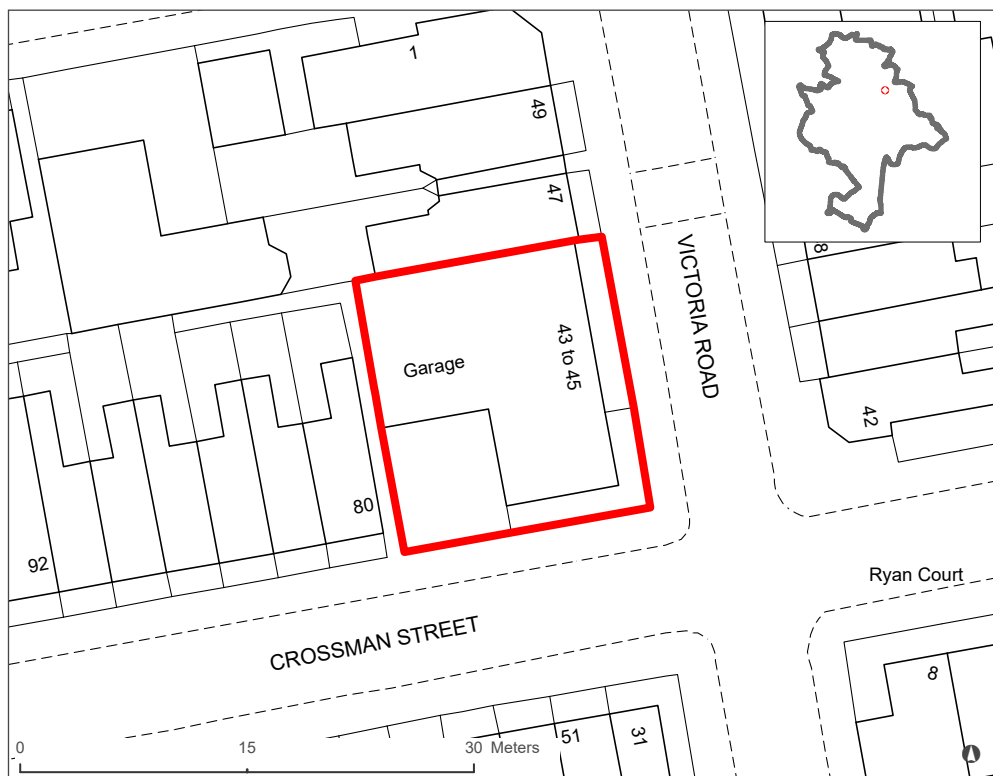 1
49
47
8
VICTORIA ROAD
43 to 45
Garage
42
80
92
Ryan Court
CROSSMAN STREET
8
51
31
0 15 30 Meters